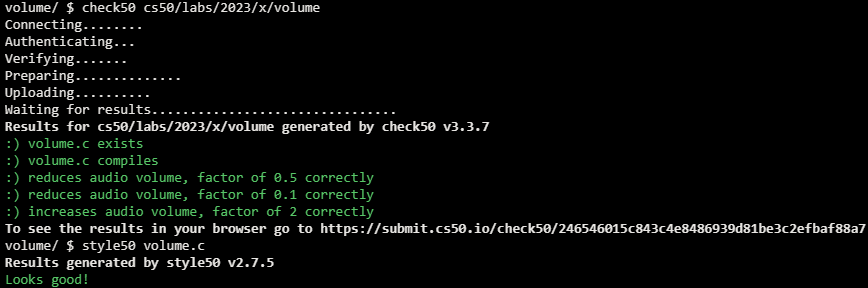 volume/ $ check50 cs50/labs/2023/x/volume
Connecting........
Authenticating...
Verifying.......
Preparing..............
Uploading..........
Waiting for results................................
Results for cs50/labs/2023/x/volume generated by check50 v3.3.7
:) volume.c exists
:) volume.c compiles
:) reduces audio volume, factor of 0.5 correctly
:) reduces audio volume, factor of 0.1 correctly
:) increases audio volume, factor of 2 correctly
To see the results in your browser go to https://submit.cs50.io/check50/246546015c843c4e8486939d81be3c2efbaf88a7
volume/ $ style50 volume.c
Results generated by style50 v2.7.5
Looks good!